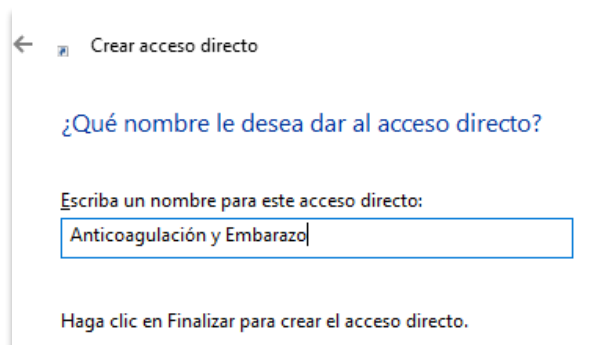 Crear acceso directo
¿Qué nombre le desea dar al acceso directo?
Escriba un nombre para este acceso directo:
Anticoagulación y Embarazo
Haga clic en Finalizar para crear el acceso directo.